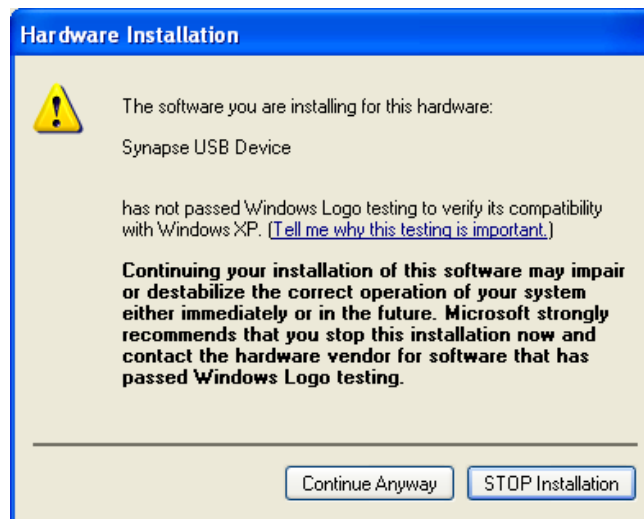 Hardware Installation
The software you are installing for this hardware:
Synapse USB Device
has not passed Windows Logo testing to verify its compatibility
with Windows XP. (Tell me why this testing is important.)
Continuing your installation of this software may impair
or destabilize the correct operation of your system
either immediately or in the future. Microsoft strongly
recommends that you stop this installation now and
contact the hardware vendor for software that has
passed Windows Logo testing.
Continue Anyway
STOP Installation